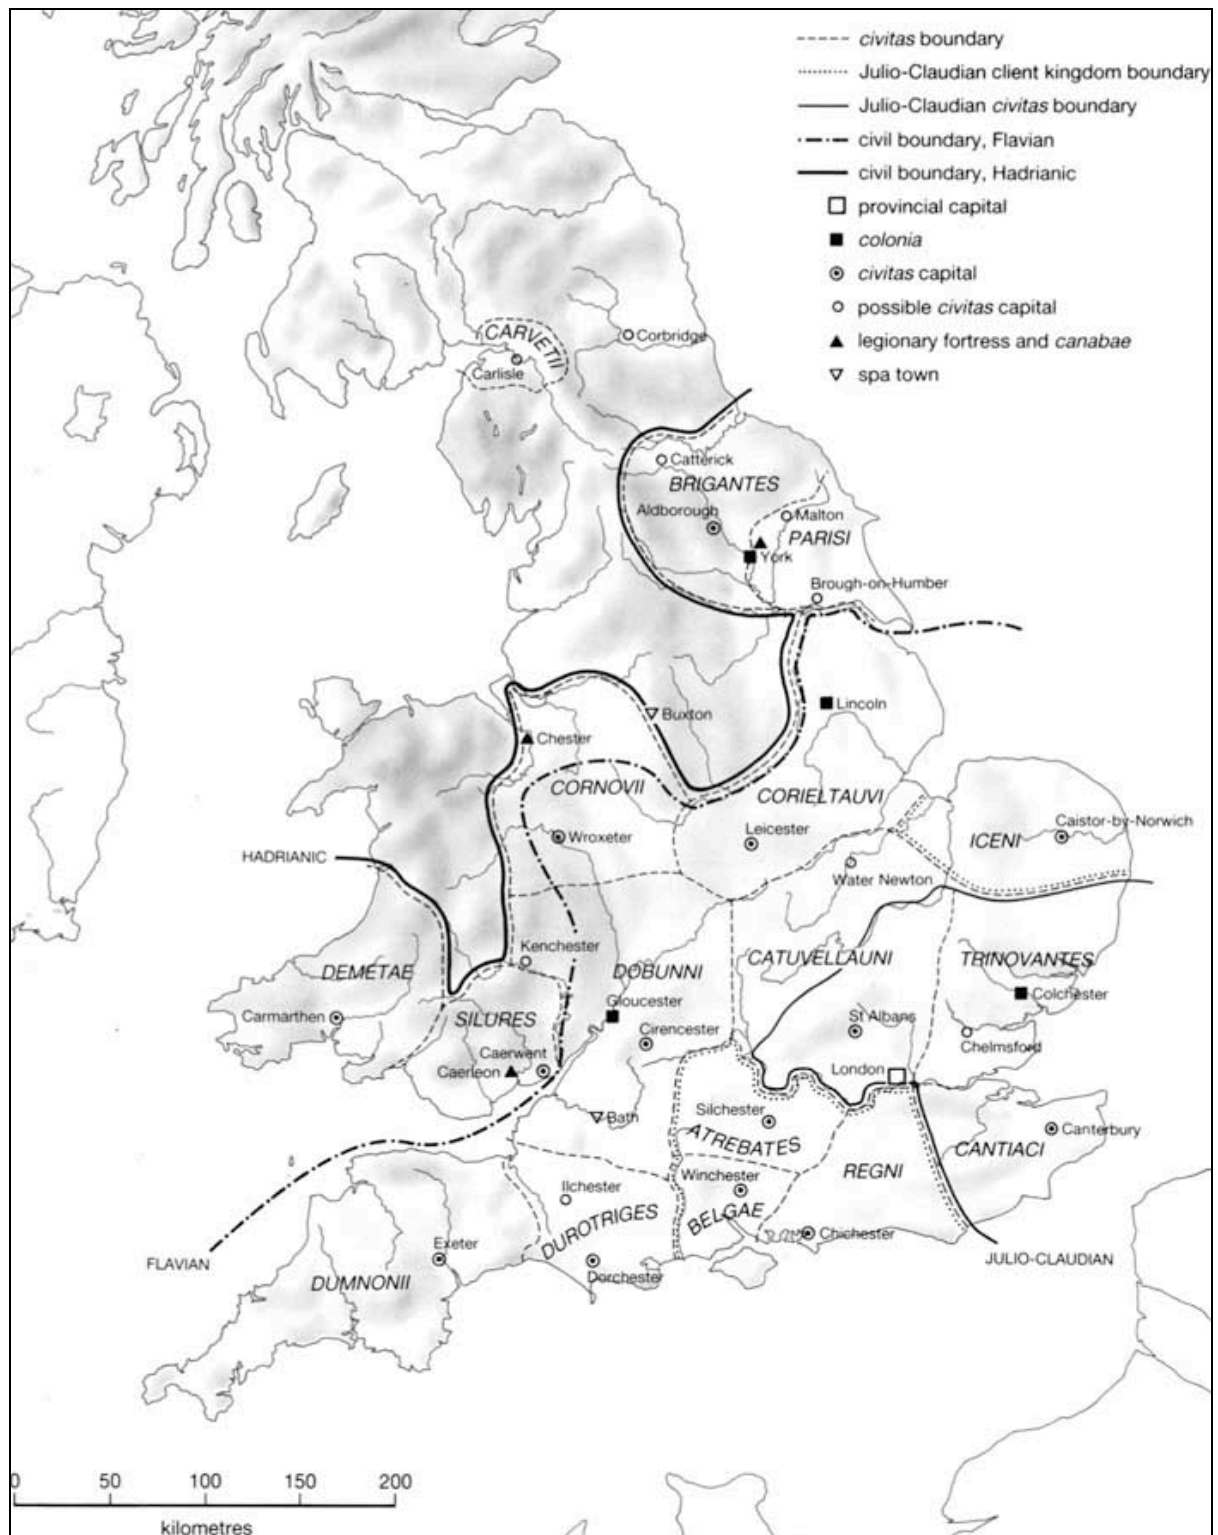 civitas boundary
Julio-Claudian client kingdom boundary
Julio-Claudian civitas boundary
civil boundary, Flavian
civil boundary, Hadrianic
provincial capital
colonia
civitas capital
possible civitas capital
legionary fortress and canabae
spa town
CARVETII
Corbridge
Carlisle
Catterick
BRIGANTES
Aldborough
Malton
PARISI
York
Brough-on-Humber
Lincoln
Buxton
Chester
CORNOVII
CORIELTAUVI
Wroxeter
Leicester
Caistor-by-Norwich
ICENI
HADRIANIC
Water Newton
Kenchester
DEMETAE
DOBUNNI
CATUVELLAUNI
TRINOVANTES
Gloucester
Colchester
Carmarthen
SILURES
Cirencester
St Albans
Chelmsford
Caerwent
Caerleon
London
Bath
Silchester
ATREBATES
Canterbury
CANTIACI
Winchester
REGNI
Ilchester
BELGAE
DUROTRIGES
Chichester
Exeter
FLAVIAN
JULIO-CLAUDIAN
DUMNONII
Dorchester
0 50 100 150 200
kilometres